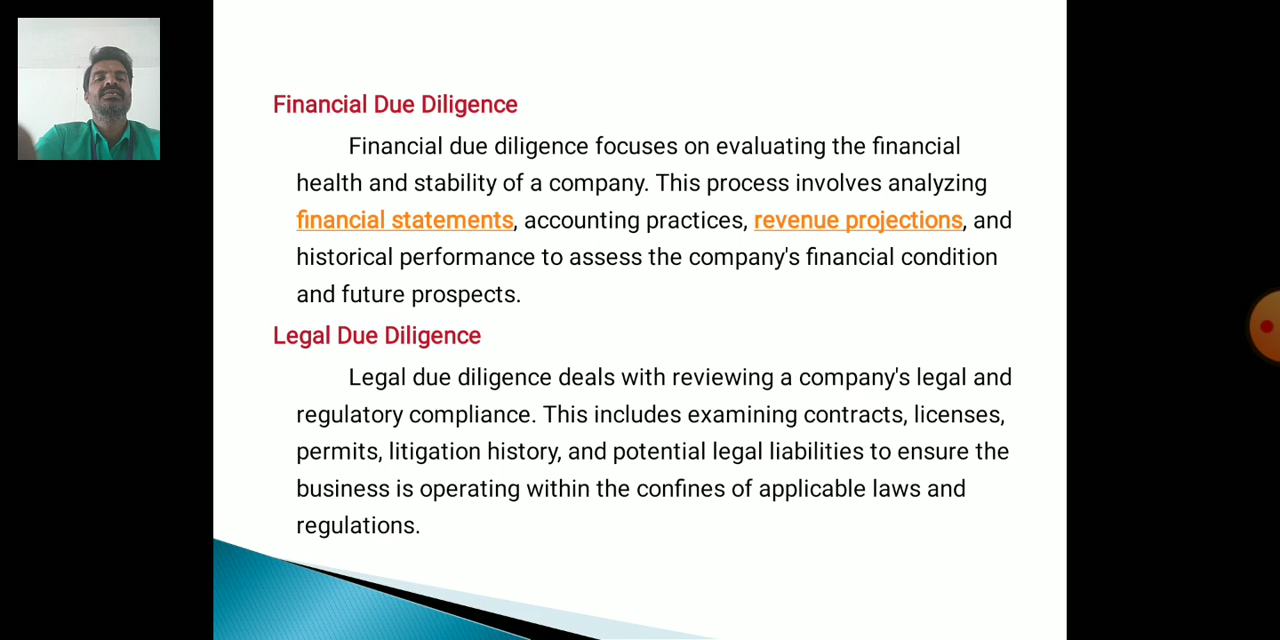 Financial Due Diligence
Financial due diligence focuses on evaluating the financial
health and stability of a company. This process involves analyzing
financial statements, accounting practices, revenue projections, and
historical performance to assess the company's financial condition
and future prospects.
Legal Due Diligence
Legal due diligence deals with reviewing a company's legal and
regulatory compliance. This includes examining contracts, licenses,
permits, litigation history, and potential legal liabilities to ensure the
business is operating within the confines of applicable laws and
regulations.